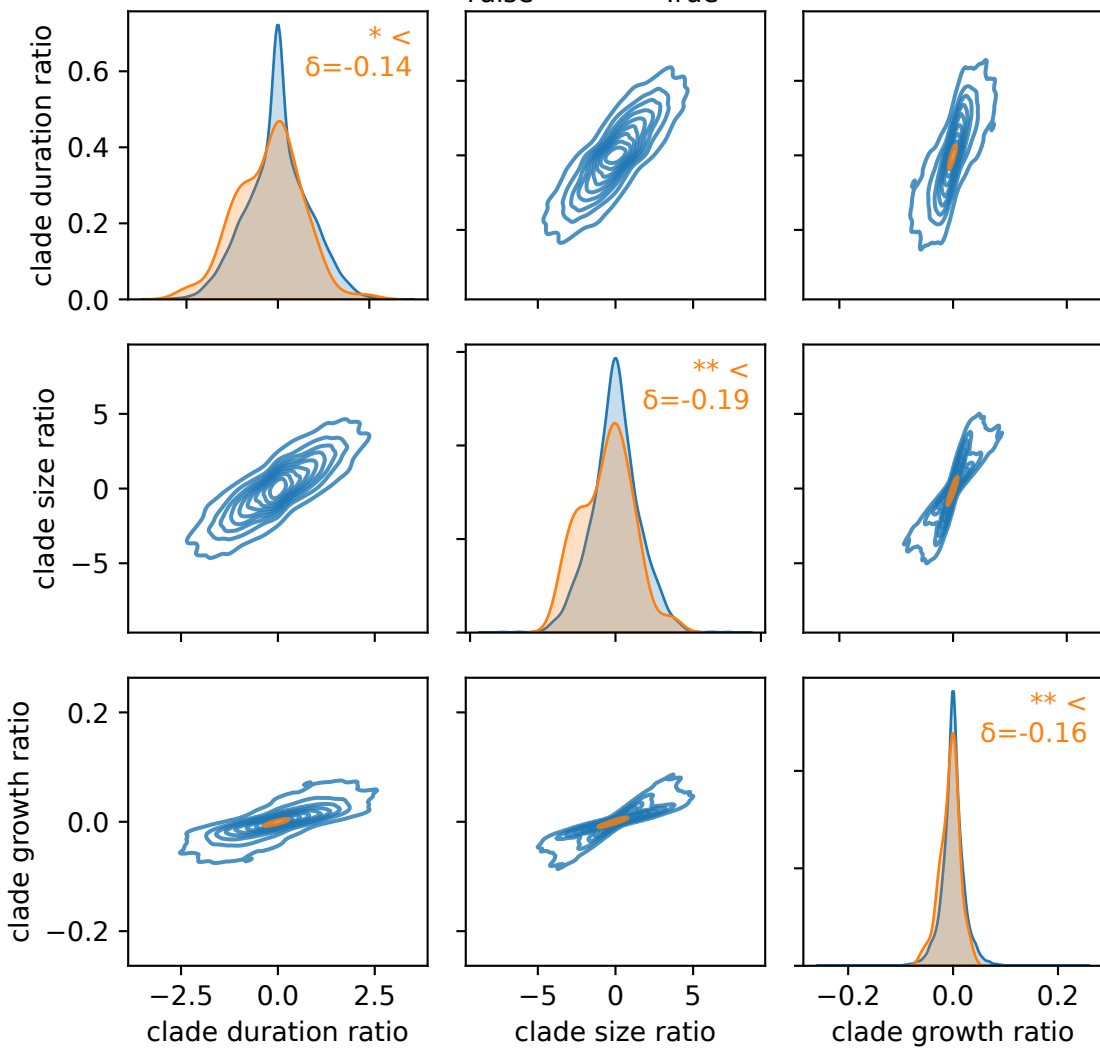 * <
δ=-0.14
clade duration ratio
0.6
0.4
0.2
0.0
** <
δ=-0.19
clade size ratio
5
0
−5
** <
δ=-0.16
clade growth ratio
0.2
0.0
−0.2
−2.5 0.0 2.5 −5 0 5 −0.2 0.0 0.2
clade duration ratio clade size ratio clade growth ratio